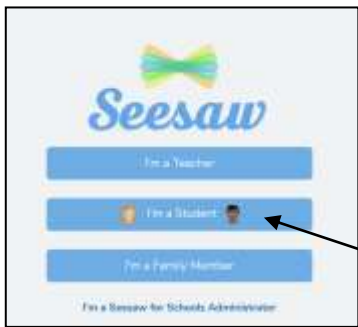 Seesaw
I'm a Teacher
I'm a Student
I'm a Family Member
I'm a Seesaw for Schools Administrator